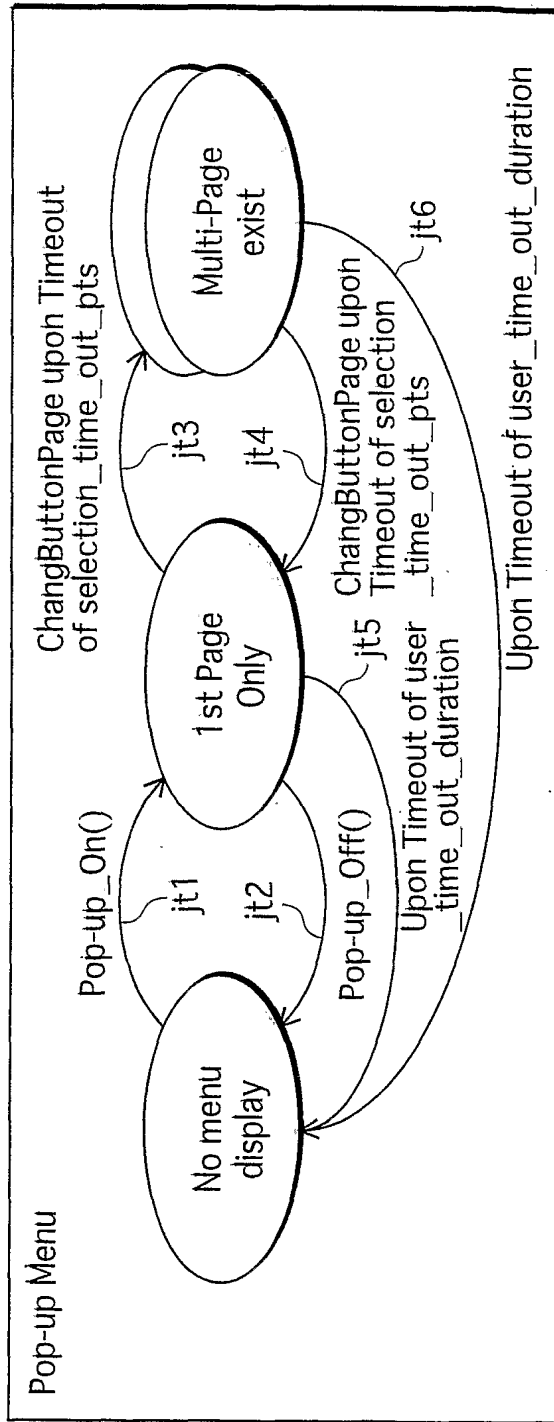 Pop-up Menu
No menu
display
Pop-up_On()
jt1
jt2
Pop-up_Off()
1st Page
Only
ChangButtonPage upon Timeout
of selection_time_out_pts
jt3
jt4
ChangButtonPage upon
Timeout of selection
_time_out_pts
Multi-Page
exist
jt5
Upon Timeout of user
_time_out_duration
jt6
Upon Timeout of user_time_out_duration